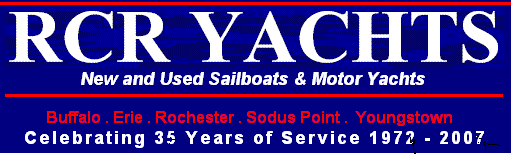 RCR YACHTS
New and Used Sailboats & Motor Yachts
Buffalo . Erie . Rochester . Sodus Point . Youngstown
Celebrating 35 Years of Service 1972 - 2007